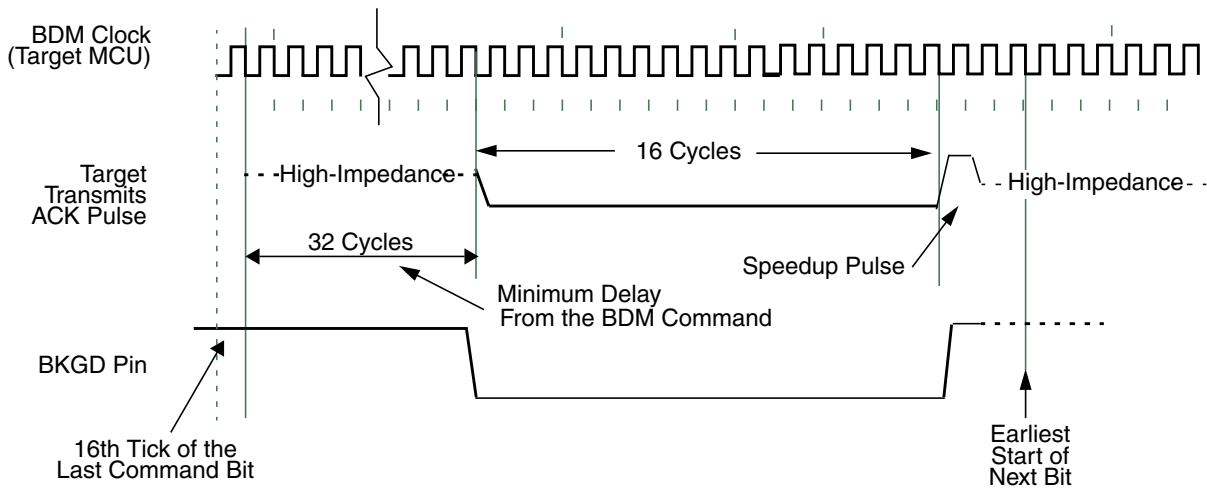 BDM Clock
(Target MCU)
16 Cycles
Target
Transmits
ACK Pulse
High-Impedance
High-Impedance
32 Cycles
Speedup Pulse
Minimum Delay
From the BDM Command
BKGD Pin
16th Tick of the
Last Command Bit
Earliest
Start of
Next Bit